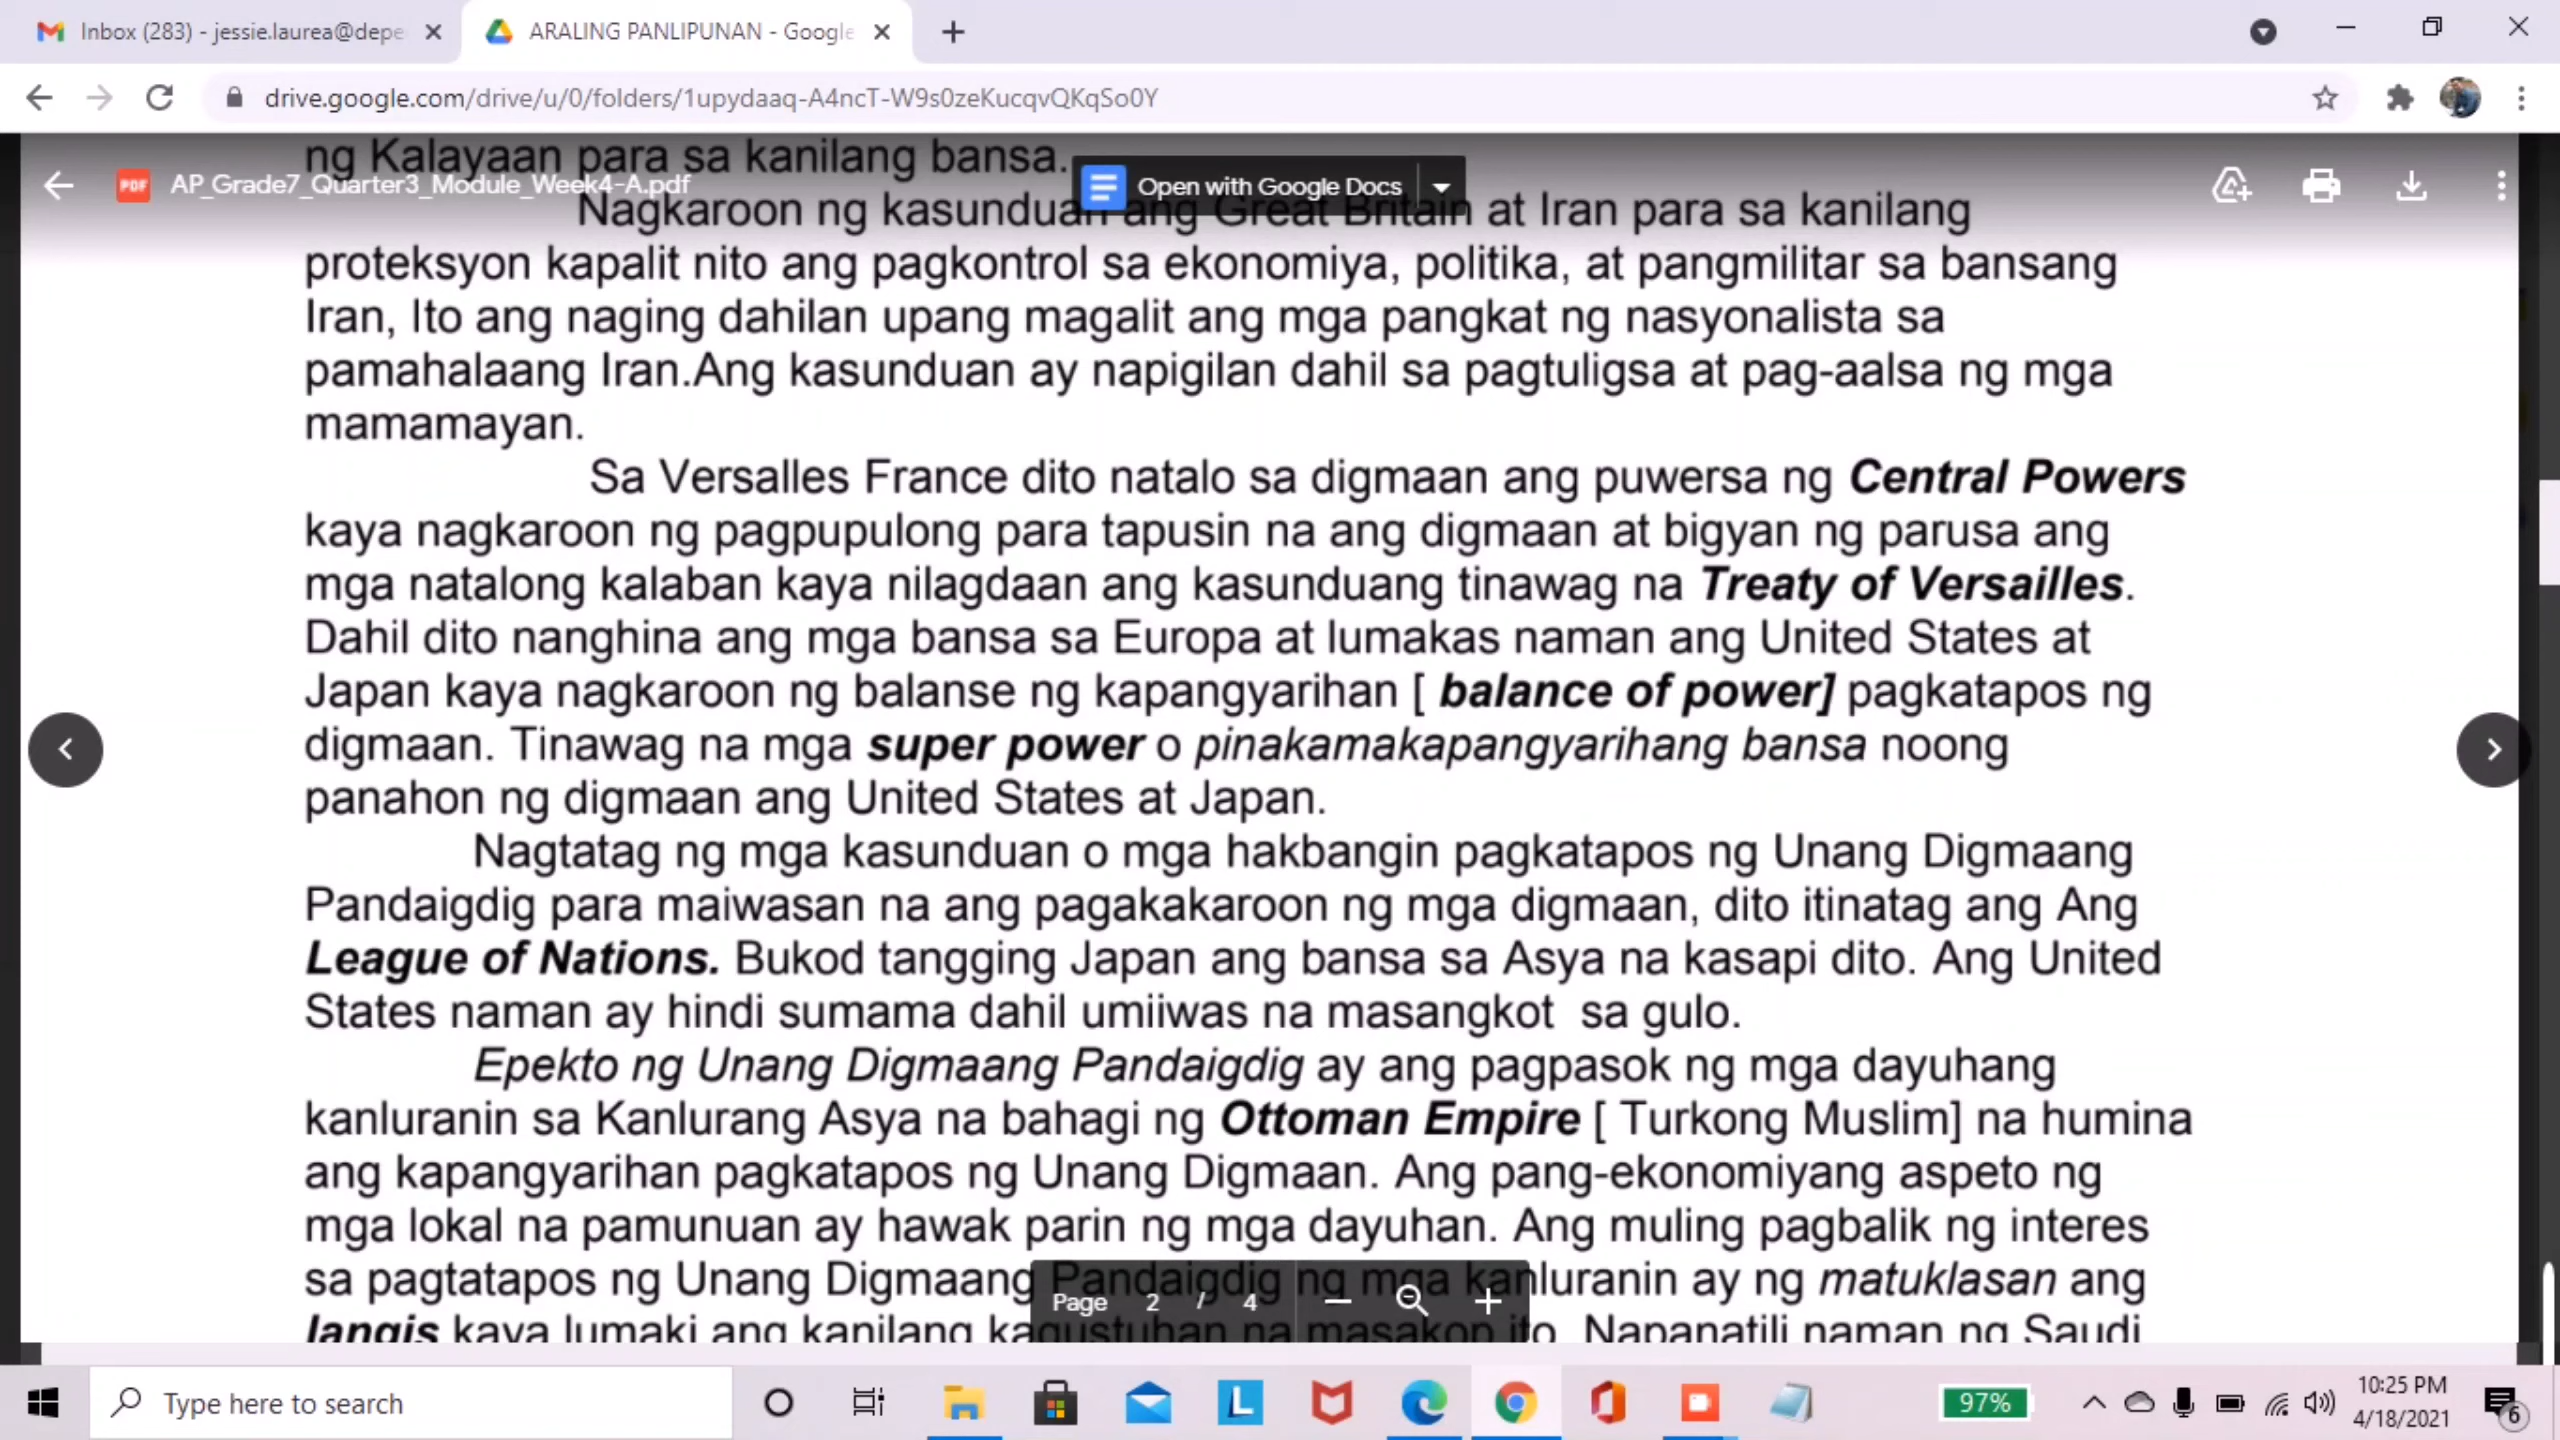 Inbox (283) - jessie.laurea@depe
ARALING PANLIPUNAN - Google
drive.google.com/drive/u/0/folders/1upydaaq-A4ncT-W9s0zeKucqvQKqSo0Y
ng Kalayaan para sa kanilang bansa.
PDF AP_Grade7_Quarter3_Module_Week4-A.pdf
Open with Google Docs
Nagkaroon ng kasunduan ang Great Britain at Iran para sa kanilang
proteksyon kapalit nito ang pagkontrol sa ekonomiya, politika, at pangmilitar sa bansang
Iran, Ito ang naging dahilan upang magalit ang mga pangkat ng nasyonalista sa
pamahalaang Iran.Ang kasunduan ay napigilan dahil sa pagtuligsa at pag-aalsa ng mga
mamamayan.
Sa Versalles France dito natalo sa digmaan ang puwersa ng Central Powers
kaya nagkaroon ng pagpupulong para tapusin na ang digmaan at bigyan ng parusa ang
mga natalong kalaban kaya nilagdaan ang kasunduang tinawag na Treaty of Versailles.
Dahil dito nanghina ang mga bansa sa Europa at lumakas naman ang United States at
Japan kaya nagkaroon ng balanse ng kapangyarihan [ balance of power] pagkatapos ng
digmaan. Tinawag na mga super power o pinakamakapangyarihang bansa noong
panahon ng digmaan ang United States at Japan.
Nagtatag ng mga kasunduan o mga hakbangin pagkatapos ng Unang Digmaang
Pandaigdig para maiwasan na ang pagakakaroon ng mga digmaan, dito itinatag ang Ang
League of Nations. Bukod tangging Japan ang bansa sa Asya na kasapi dito. Ang United
States naman ay hindi sumama dahil umiiwas na masangkot sa gulo.
Epekto ng Unang Digmaang Pandaigdig ay ang pagpasok ng mga dayuhang
kanluranin sa Kanlurang Asya na bahagi ng Ottoman Empire [ Turkong Muslim] na humina
ang kapangyarihan pagkatapos ng Unang Digmaan. Ang pang-ekonomiyang aspeto ng
mga lokal na pamunuan ay hawak parin ng mga dayuhan. Ang muling pagbalik ng interes
sa pagtatapos ng Unang Digmaang Pandaigdig ng mga kanluranin ay ng matuklasan ang
Page 2 / 4
langis kaya lumaki ang kanilang kagustuhan na masakop ito. Napanatili naman ng Saudi
Type here to search
97%
10:25 PM
4/18/2021
6